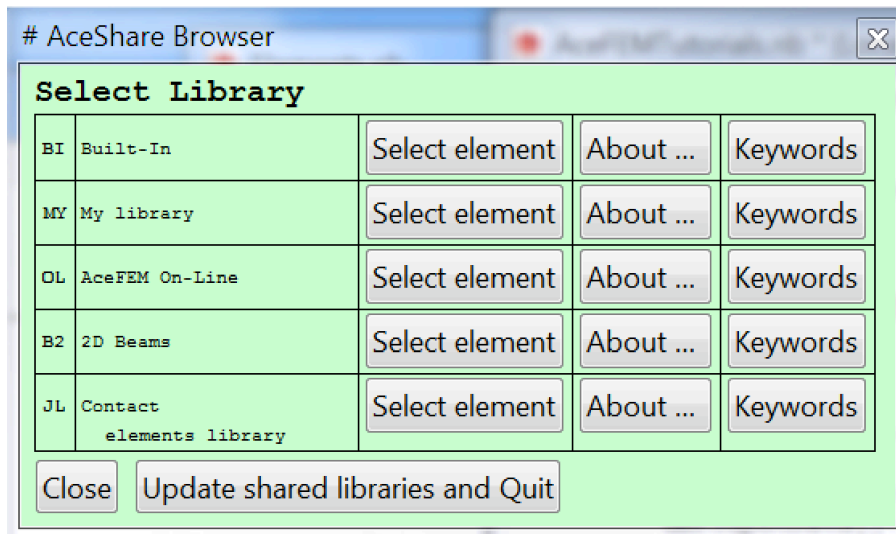 # AceShare Browser
Select Library
BI Built-In Select element About ... Keywords
MY My library Select element About ... Keywords
OL AceFEM On-Line Select element About ... Keywords
B2 2D Beams Select element About ... Keywords
JL Contact Select element About ... Keywords
elements library
Close Update shared libraries and Quit